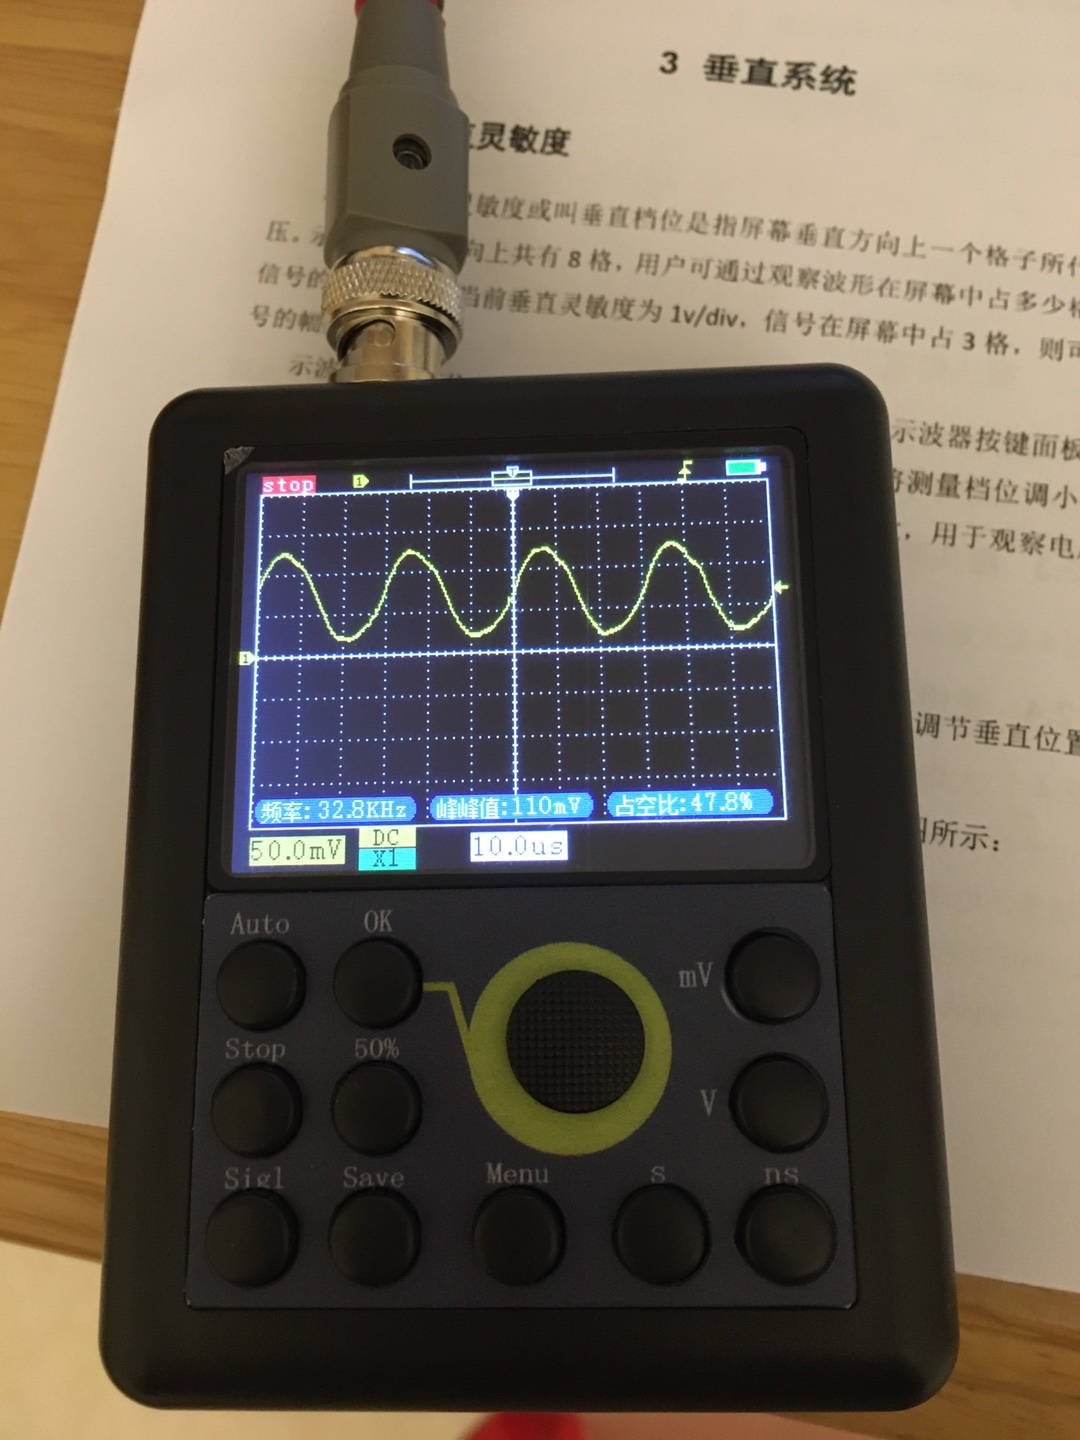 3 垂直系统
灵敏度
敏度或叫垂直档位是指屏幕垂直方向上一个格子所
压。
向上共有8格，用户可通过观察波形在屏幕中占多少
信号的
当前垂直灵敏度为 1v/div，信号在屏幕中占 3 格，则
号的幅
示波
示波器按键面板
测量档位调小
，用于观察电
调节垂直位置
所示：
stop
1
T
1
频率:32.8KHz
峰峰值:110mV
占空比:47.8%
50.0mV
DC
X1
10.0us
Auto
OK
mV
Stop
50%
V
Sigl
Save
Menu
s
ns